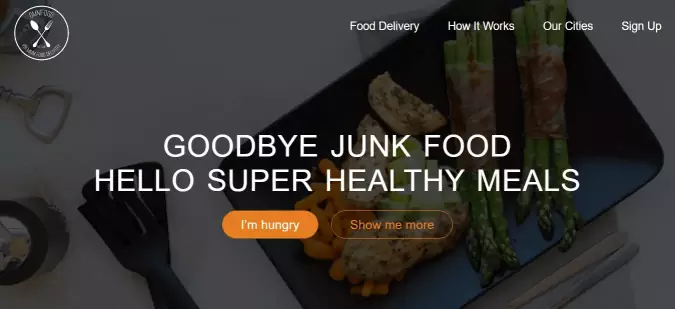 OMNIFOOD
Food Delivery
How It Works
Our Cities
Sign Up
GOODBYE JUNK FOOD
HELLO SUPER HEALTHY MEALS
I'm hungry
Show me more